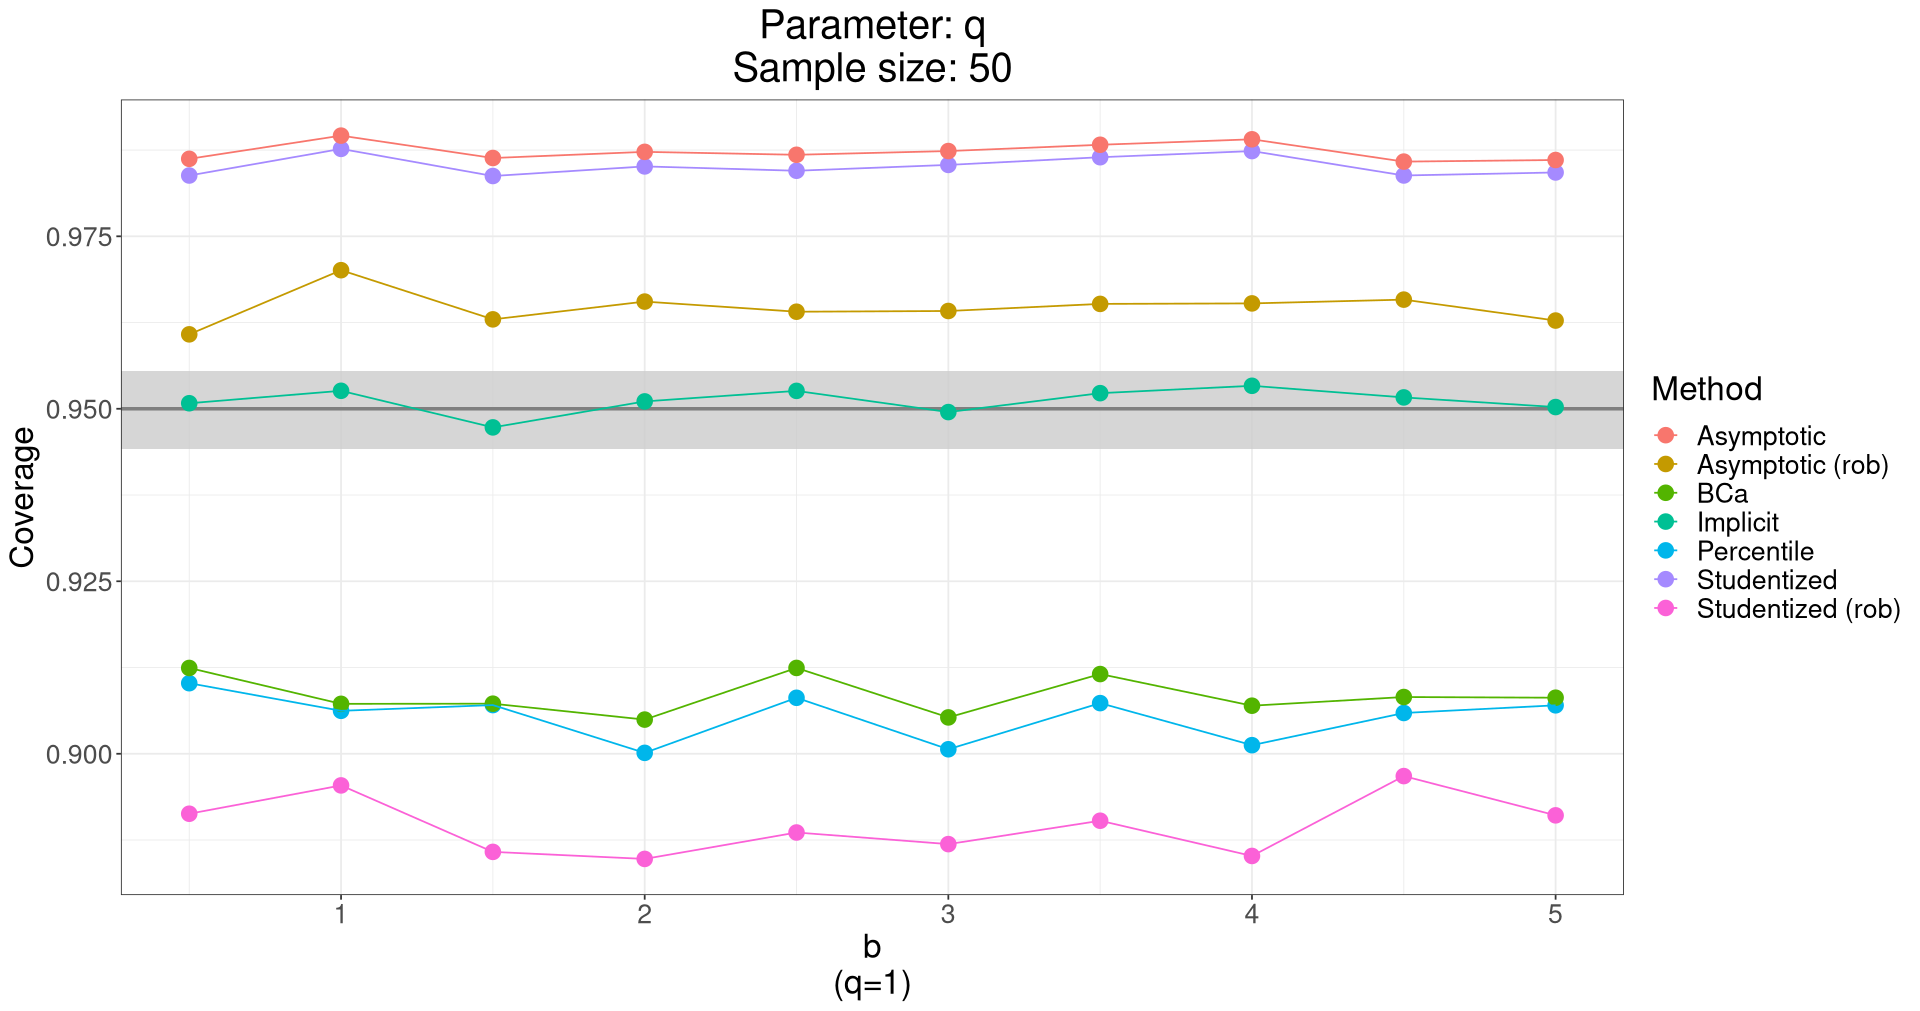 Parameter: q
Sample size: 50
0.975
0.950
0.925
0.900
Coverage
1 2 3 4 5
b
(q=1)
Method
Asymptotic
Asymptotic (rob)
BCa
Implicit
Percentile
Studentized
Studentized (rob)